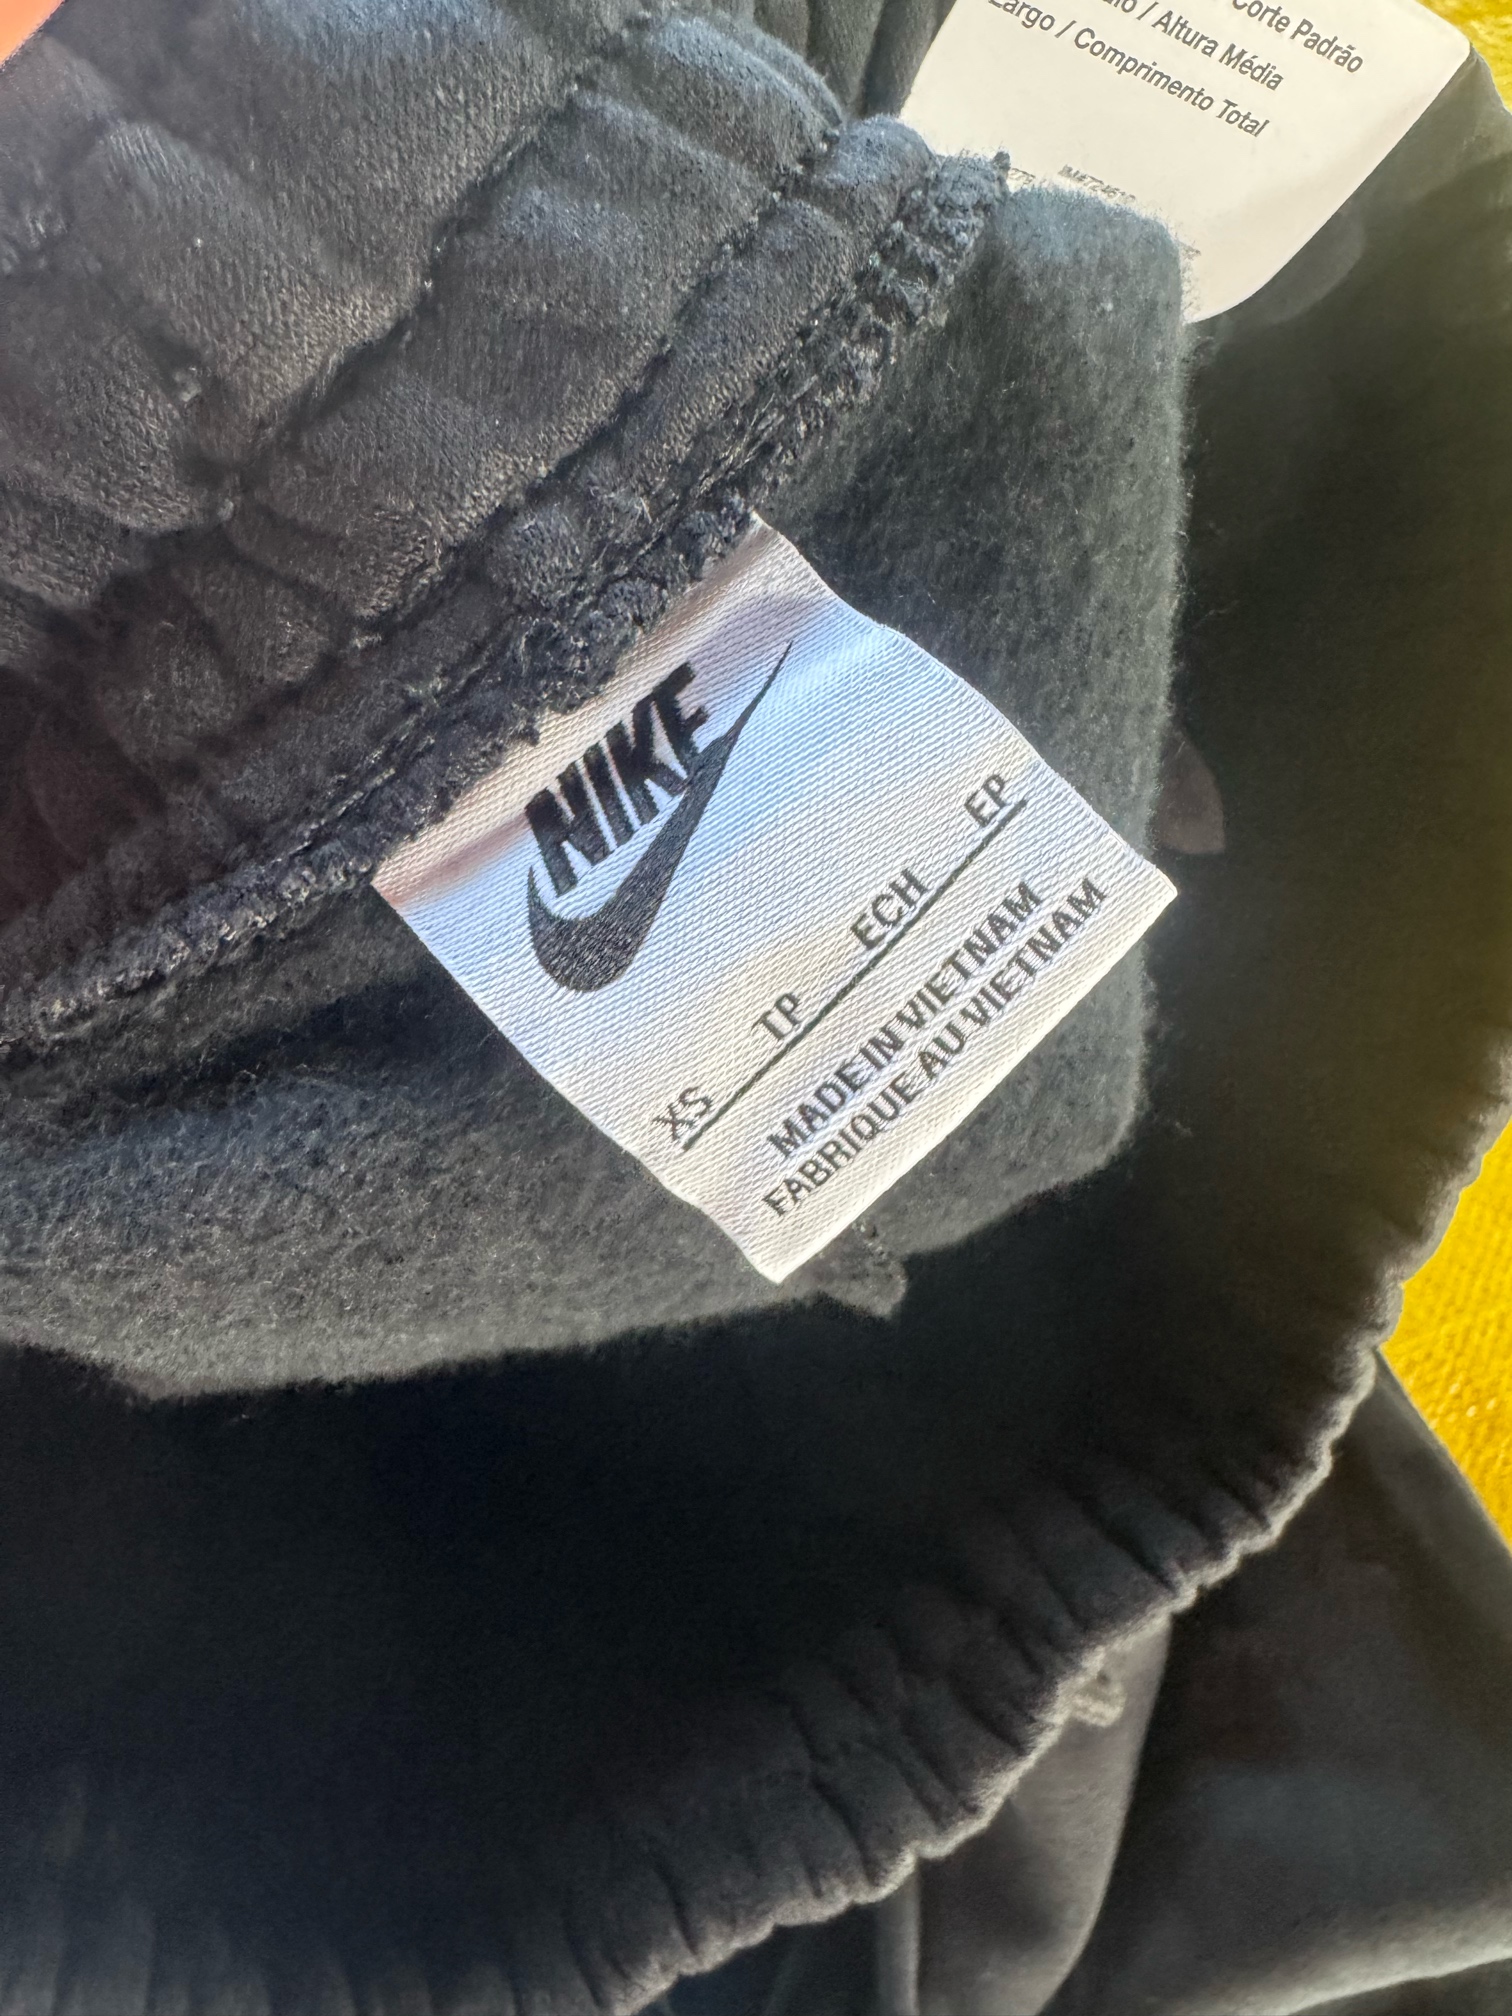 Corte Padrão
/ Altura Média
Largo / Comprimento Total
NIKE
XS TP ECH EP
MADE IN VIETNAM
FABRIQUE AU VIETNAM